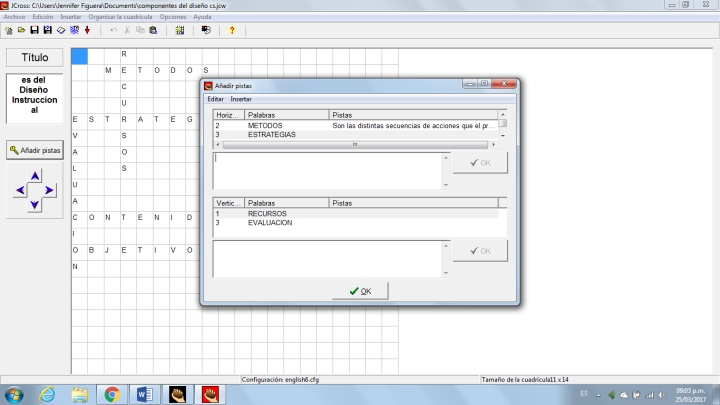 JCross: C:\Users\Jennifer Figuera\Documents\componentes del diseño cs.jcw
Archivo Edición Insertar Organizar la cuadrícula Opciones Ayuda
Título
es del
Diseño
Instruccion
al
Añadir pistas
R
M E T O D O S
C
U
E S T R A T E G
V S
A O
L S
U
A
C O N T E N I D
I
O B J E T I V O
N
Añadir pistas
Editar Insertar
Horiz... Palabras Pistas
2 METODOS Son las distintas secuencias de acciones que el pr...
3 ESTRATEGIAS
OK
Vertic... Palabras Pistas
1 RECURSOS
3 EVALUACION
OK
OK
Configuración: english6.cfg
Tamaño de la cuadrícula11 x 14
ES
09:03 p.m.
25/03/2017